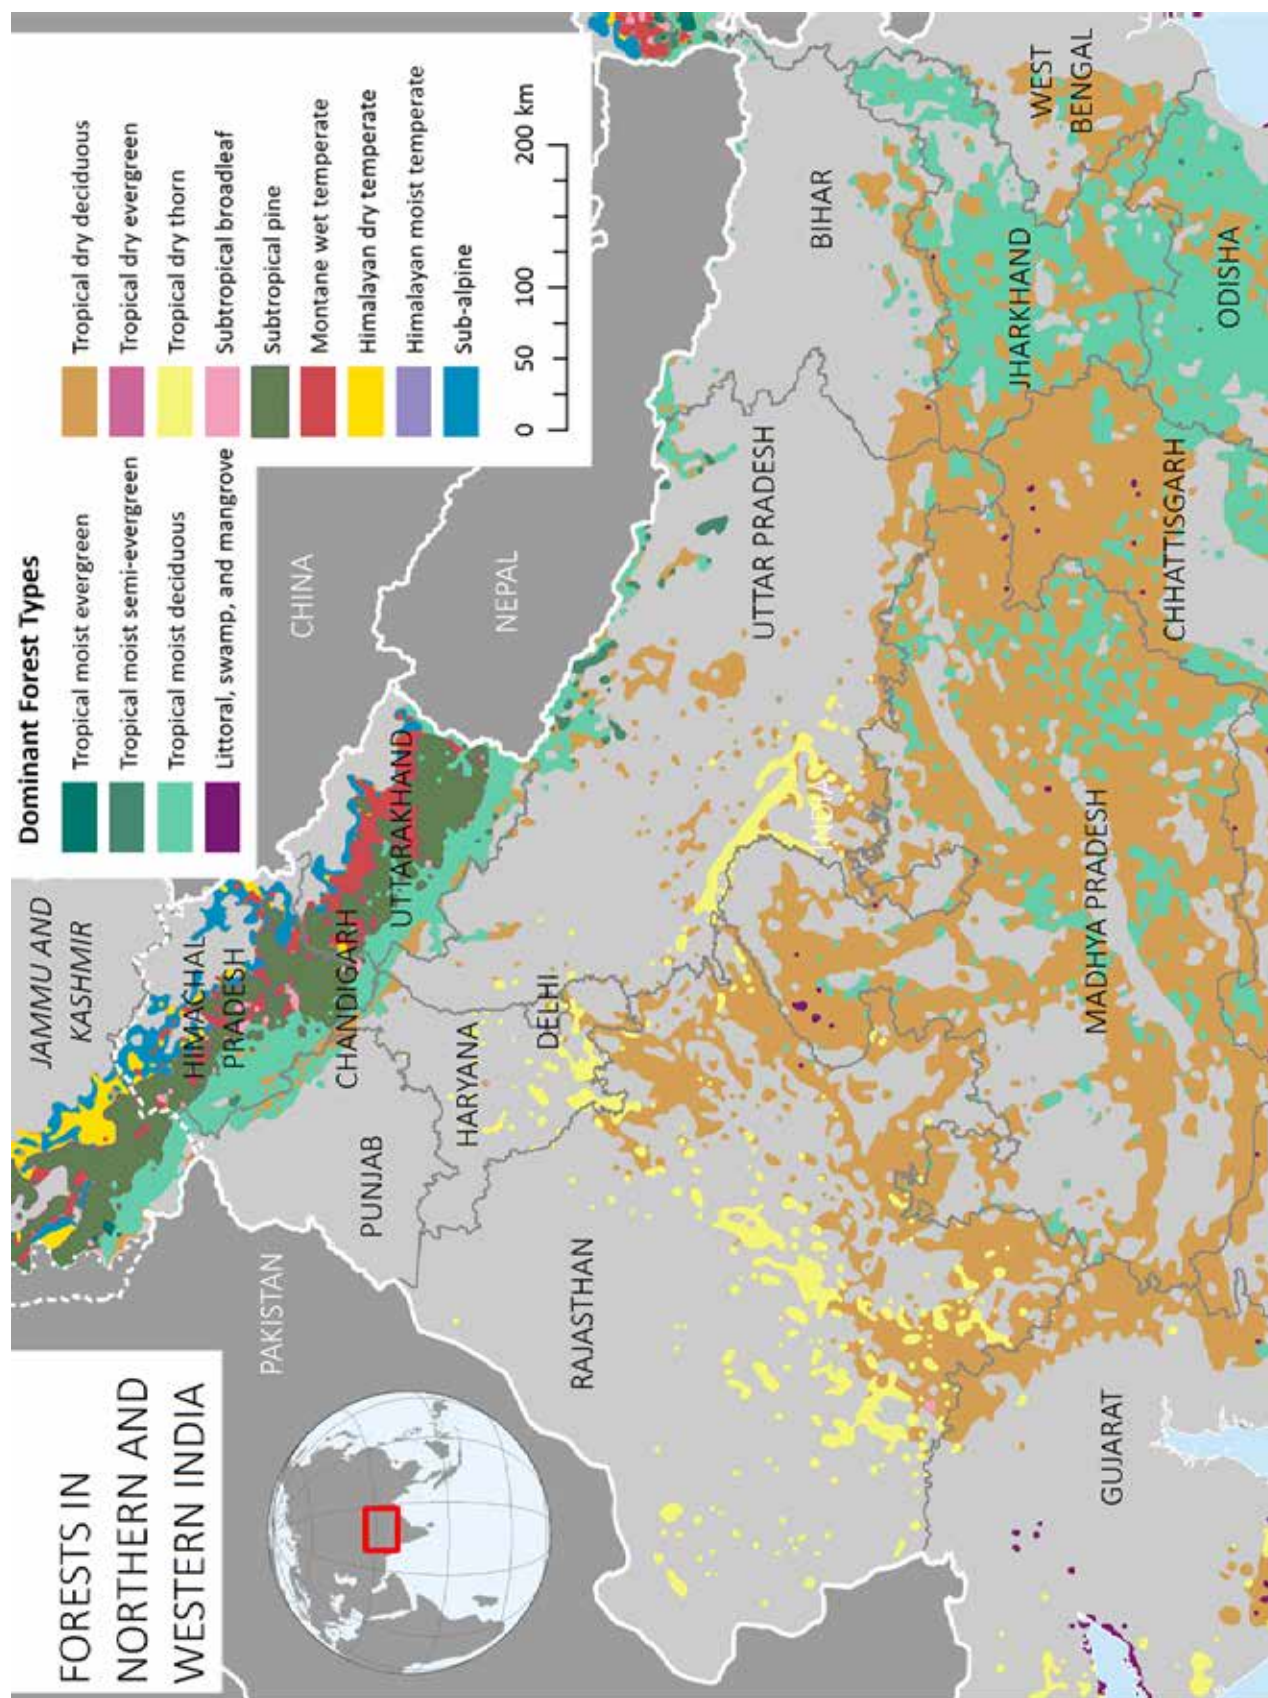 FORESTS IN
NORTHERN AND
WESTERN INDIA
Dominant Forest Types
Tropical moist evergreen
Tropical moist semi-evergreen
Tropical moist deciduous
Littoral, swamp, and mangrove
Tropical dry deciduous
Tropical dry evergreen
Tropical dry thorn
Subtropical broadleaf
Subtropical pine
Montane wet temperate
Himalayan dry temperate
Himalayan moist temperate
Sub-alpine
0 50 100 200 km
JAMMU AND
KASHMIR
HIMACHAL
PRADESH
CHINA
PAKISTAN
CHANDIGARH
PUNJAB
UTTARAKHAND
HARYANA
NEPAL
DELHI
RAJASTHAN
UTTAR PRADESH
INDIA
BIHAR
JHARKHAND
WEST
BENGAL
GUJARAT
MADHYA PRADESH
CHHATTISGARH
ODISHA